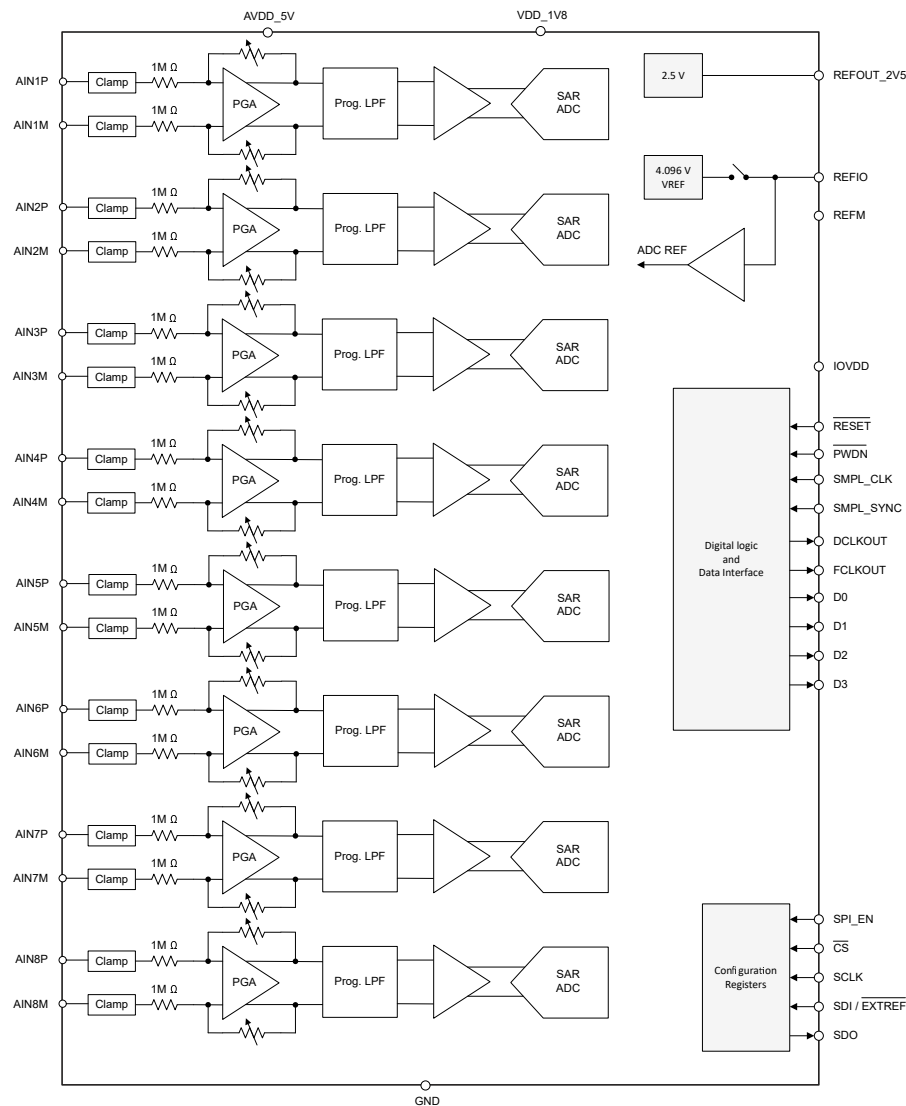 AVDD_5V
VDD_1V8
AIN1P
Clamp
1M Ω
PGA
Prog. LPF
SAR
ADC
AIN1M
Clamp
1M Ω
AIN2P
Clamp
1M Ω
PGA
Prog. LPF
SAR
ADC
AIN2M
Clamp
1M Ω
AIN3P
Clamp
1M Ω
PGA
Prog. LPF
SAR
ADC
AIN3M
Clamp
1M Ω
AIN4P
Clamp
1M Ω
PGA
Prog. LPF
SAR
ADC
AIN4M
Clamp
1M Ω
AIN5P
Clamp
1M Ω
PGA
Prog. LPF
SAR
ADC
AIN5M
Clamp
1M Ω
AIN6P
Clamp
1M Ω
PGA
Prog. LPF
SAR
ADC
AIN6M
Clamp
1M Ω
AIN7P
Clamp
1M Ω
PGA
Prog. LPF
SAR
ADC
AIN7M
Clamp
1M Ω
AIN8P
Clamp
1M Ω
PGA
Prog. LPF
SAR
ADC
AIN8M
Clamp
1M Ω
2.5 V
REFOUT_2V5
4.096 V
VREF
REFIO
REFM
ADC REF
IOVDD
Digital logic
and
Data Interface
RESET
PWDN
SMPL_CLK
SMPL_SYNC
DCLKOUT
FCLKOUT
D0
D1
D2
D3
Configuration
Registers
SPI_EN
CS
SCLK
SDI / EXTREF
SDO
GND